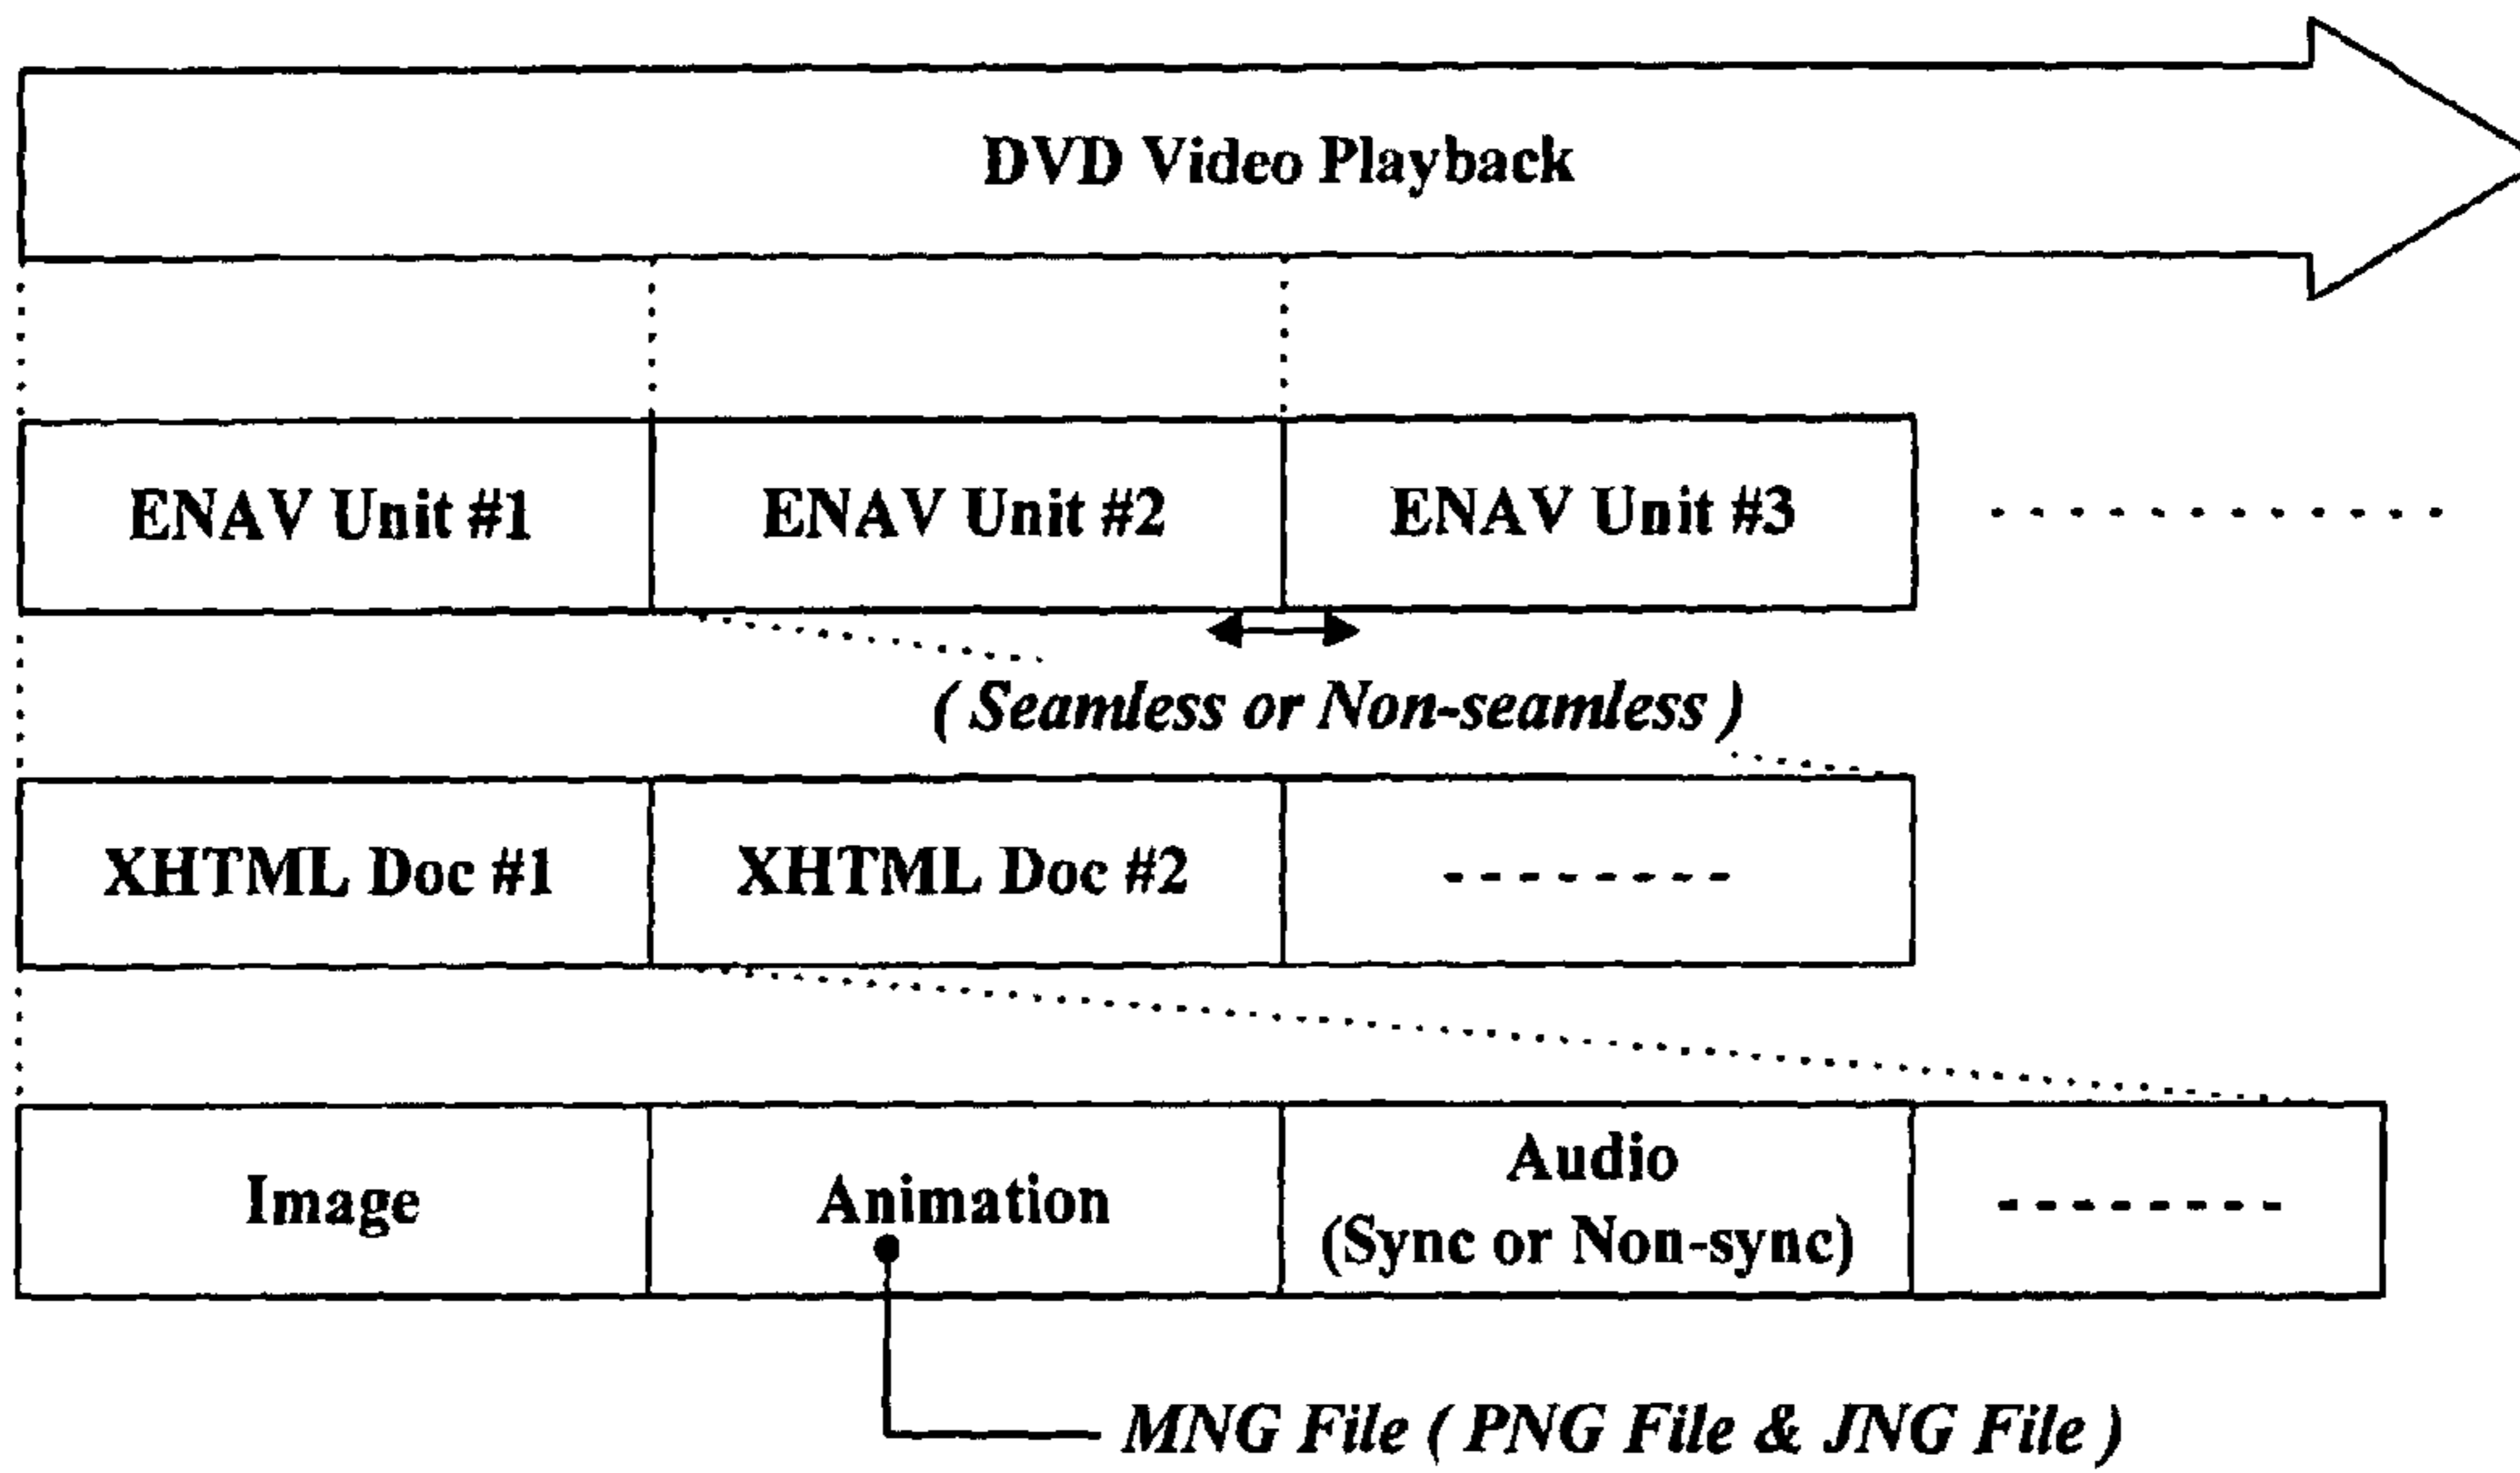 DVD Video Playback
ENAV Unit #1
ENAV Unit #2
ENAV Unit #3
( Seamless or Non-seamless )
XHTML Doc #1
XHTML Doc #2
Image
Animation
Audio
(Sync or Non-sync)
MNG File ( PNG File & JNG File )